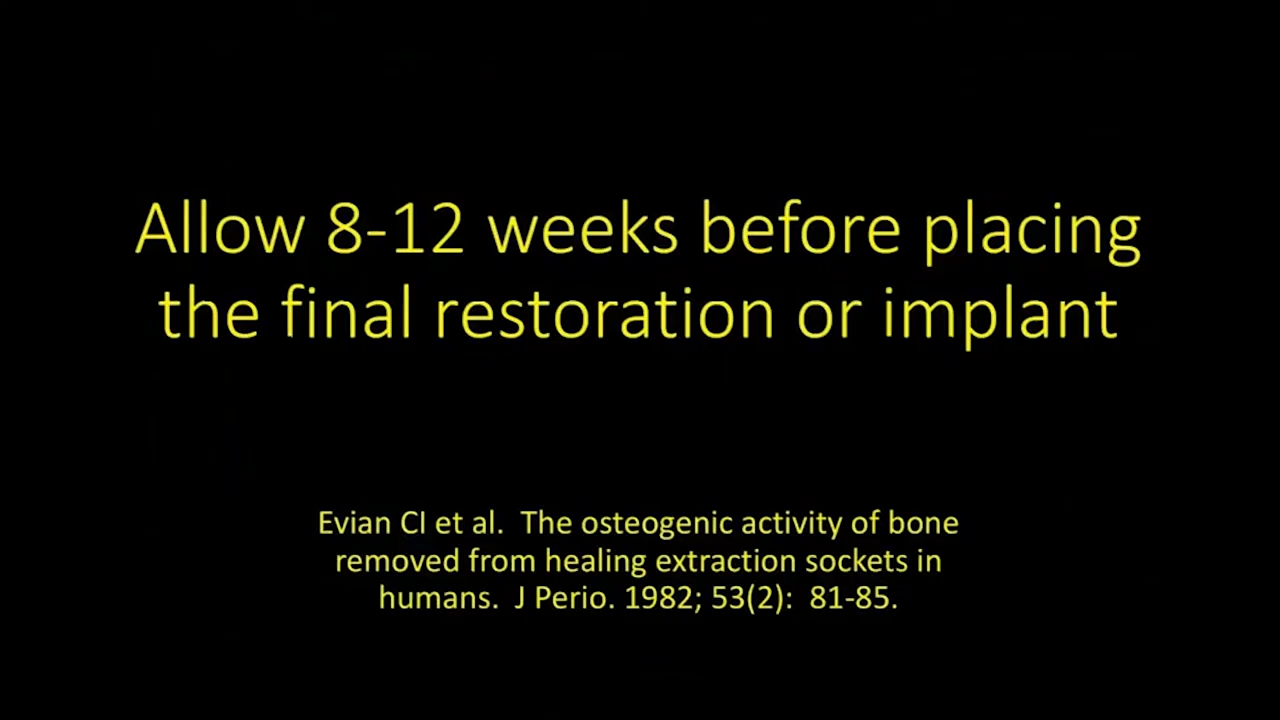 Allow 8-12 weeks before placing
the final restoration or implant
Evian CI et al.  The osteogenic activity of bone
removed from healing extraction sockets in
humans.  J Perio. 1982; 53(2):  81-85.